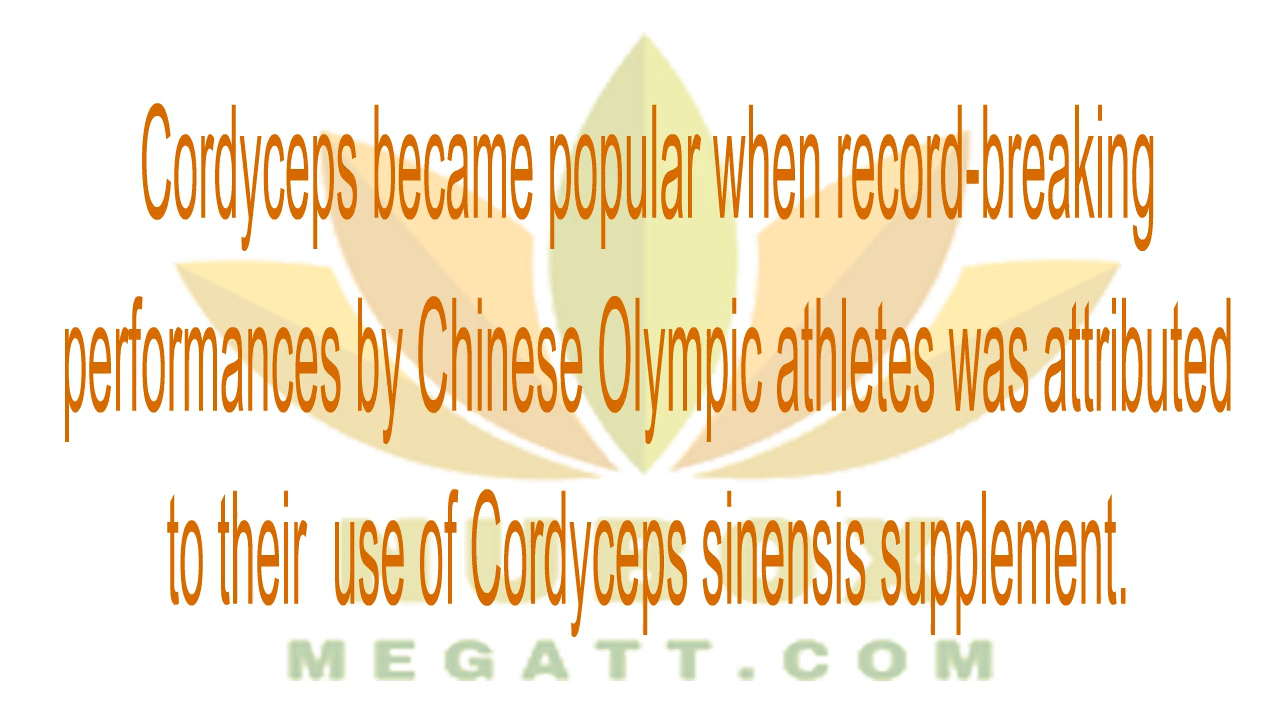 Cordyceps became popular when record-breaking
performances by Chinese Olympic athletes was attributed
to their  use of Cordyceps sinensis supplement.
MEGATT.COM